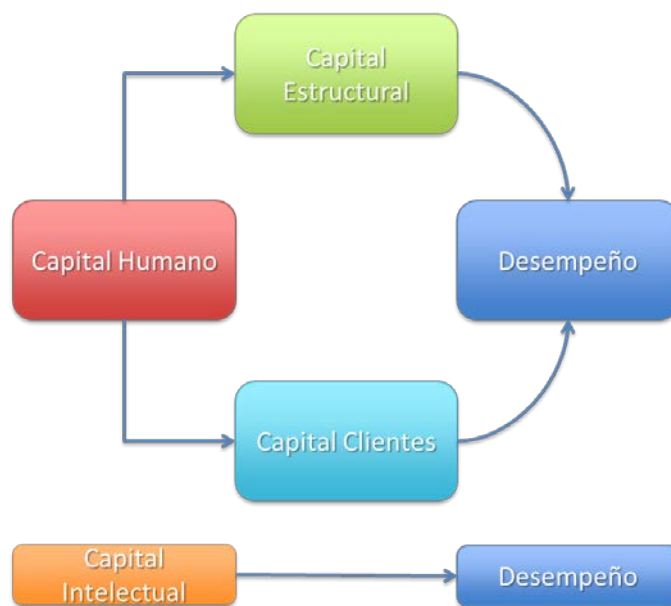 Capital
Estructural
Capital Humano
Desempeño
Capital Clientes
Capital
Intelectual
Desempeño